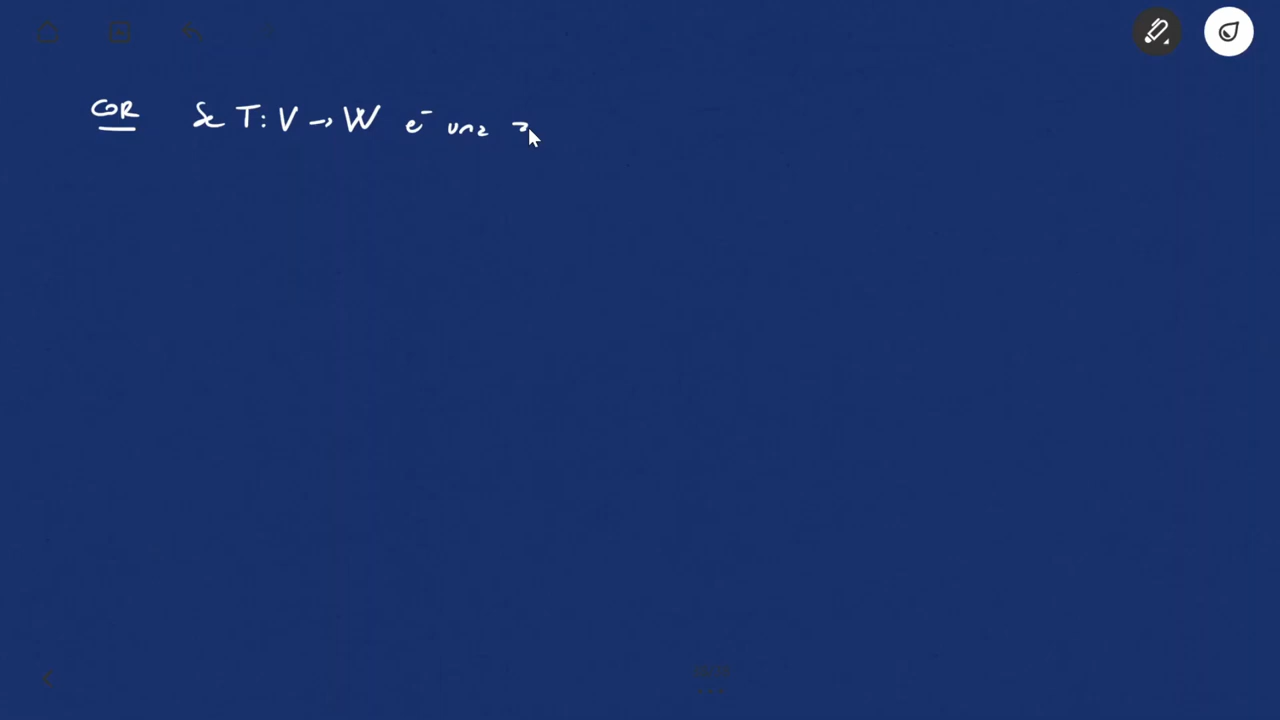 COR Se T: V → W è una